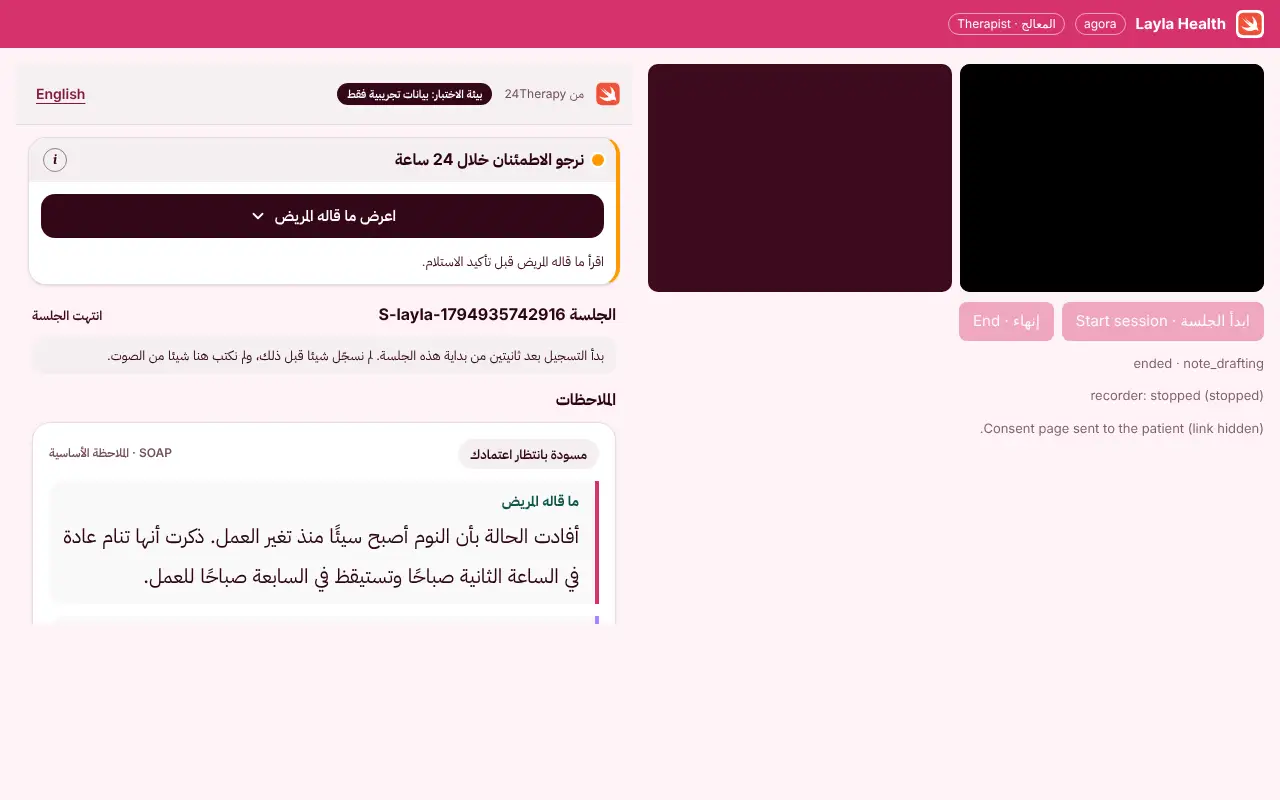 Layla Health
agora
المعالج · Therapist
ابدأ الجلسة · Start session
إنهاء · End
ended · note_drafting
recorder: stopped (stopped)
Consent page sent to the patient (link hidden).
من 24Therapy
بيئة الاختبار: بيانات تجريبية فقط
English
نرجو الاطمئنان خلال 24 ساعة
i
اعرض ما قاله المريض
اقرأ ما قاله المريض قبل تأكيد الاستلام.
الجلسة S-layla-1794935742916
انتهت الجلسة
بدأ التسجيل بعد ثانيتين من بداية هذه الجلسة. لم نسجّل شيئا قبل ذلك، ولم نكتب هنا شيئا من الصوت.
الملاحظات
مسودة بانتظار اعتمادك
SOAP · الملاحظة الأساسية
ما قاله المريض
أفادت الحالة بأن النوم أصبح سيئًا منذ تغير العمل. ذكرت أنها تنام عادة
في الساعة الثانية صباحًا وتستيقظ في السابعة صباحًا للعمل.